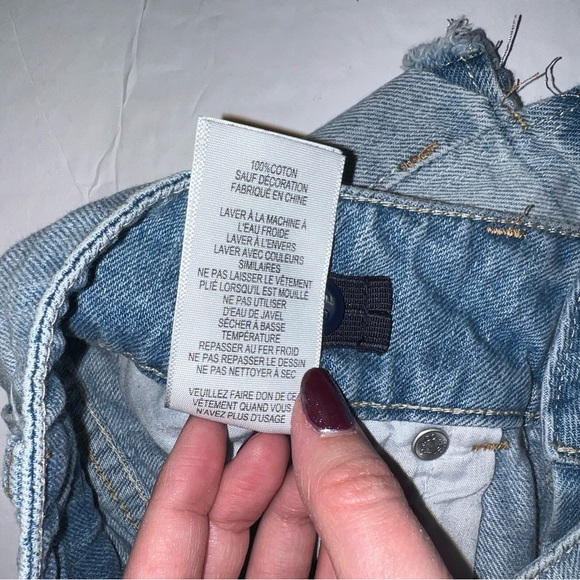 100%COTON
SAUF DÉCORATION
FABRIQUÉ EN CHINE
LAVER À LA MACHINE À
L'EAU FROIDE
LAVER À L'ENVERS
LAVER AVEC COULEURS
SIMILAIRES
NE PAS LAISSER LE VÊTEMENT
PLIÉ LORSQU'IL EST MOUILLÉ
NE PAS UTILISER
D'EAU DE JAVEL
SÉCHER À BASSE
TEMPÉRATURE
REPASSER AU FER FROID
NE PAS REPASSER LE DESSIN
NE PAS NETTOYER À SEC
VEUILLEZ FAIRE DON DE CE
VÊTEMENT QUAND VOUS
N'AVEZ PLUS D'USAGE